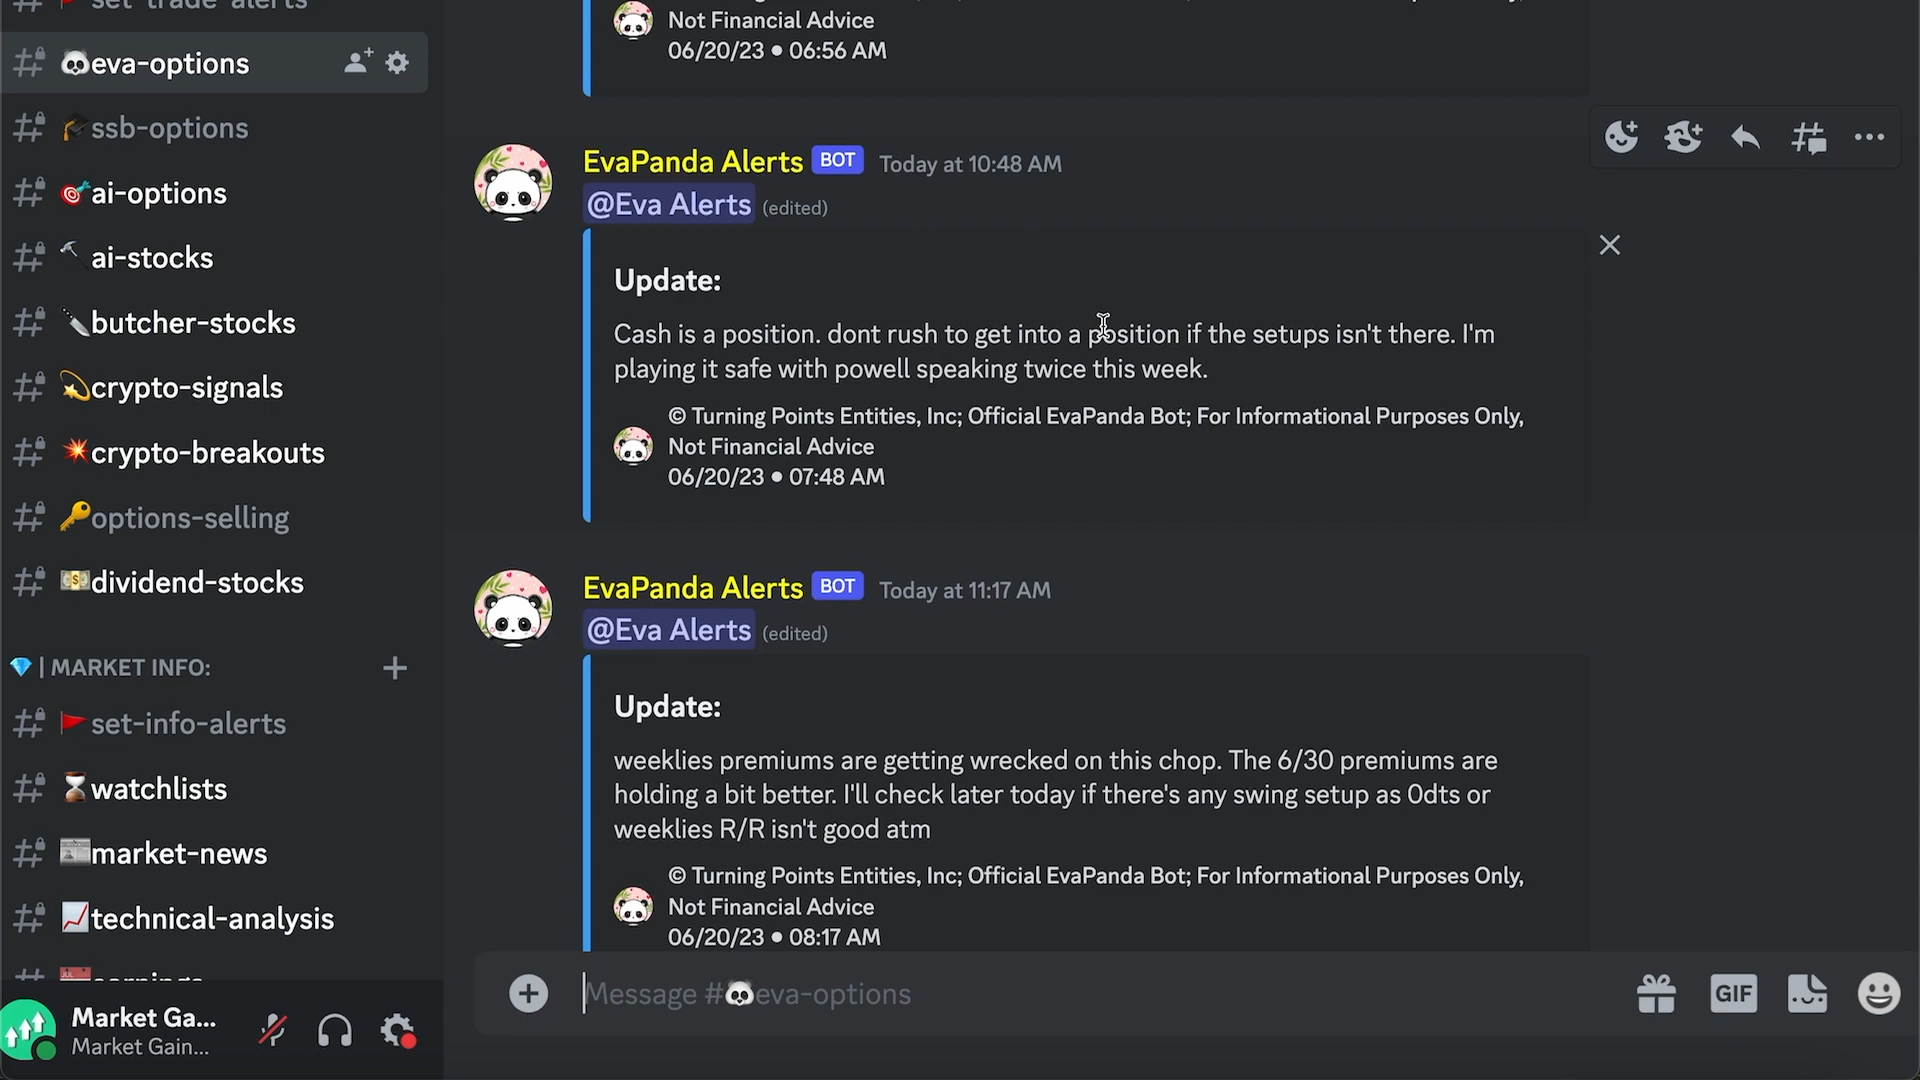 set-trade-alerts
eva-options
ssb-options
ai-options
ai-stocks
butcher-stocks
crypto-signals
crypto-breakouts
options-selling
dividend-stocks
| MARKET INFO:
set-info-alerts
watchlists
market-news
technical-analysis
earnings
Market Ga...
Market Gain...
Not Financial Advice
06/20/23 • 06:56 AM
EvaPanda Alerts BOT Today at 10:48 AM
@Eva Alerts (edited)
Update:
Cash is a position. dont rush to get into a position if the setups isn't there. I'm
playing it safe with powell speaking twice this week.
© Turning Points Entities, Inc; Official EvaPanda Bot; For Informational Purposes Only,
Not Financial Advice
06/20/23 • 07:48 AM
EvaPanda Alerts BOT Today at 11:17 AM
@Eva Alerts (edited)
Update:
weeklies premiums are getting wrecked on this chop. The 6/30 premiums are
holding a bit better. I'll check later today if there's any swing setup as 0dts or
weeklies R/R isn't good atm
© Turning Points Entities, Inc; Official EvaPanda Bot; For Informational Purposes Only,
Not Financial Advice
06/20/23 • 08:17 AM
Message #eva-options
GIF